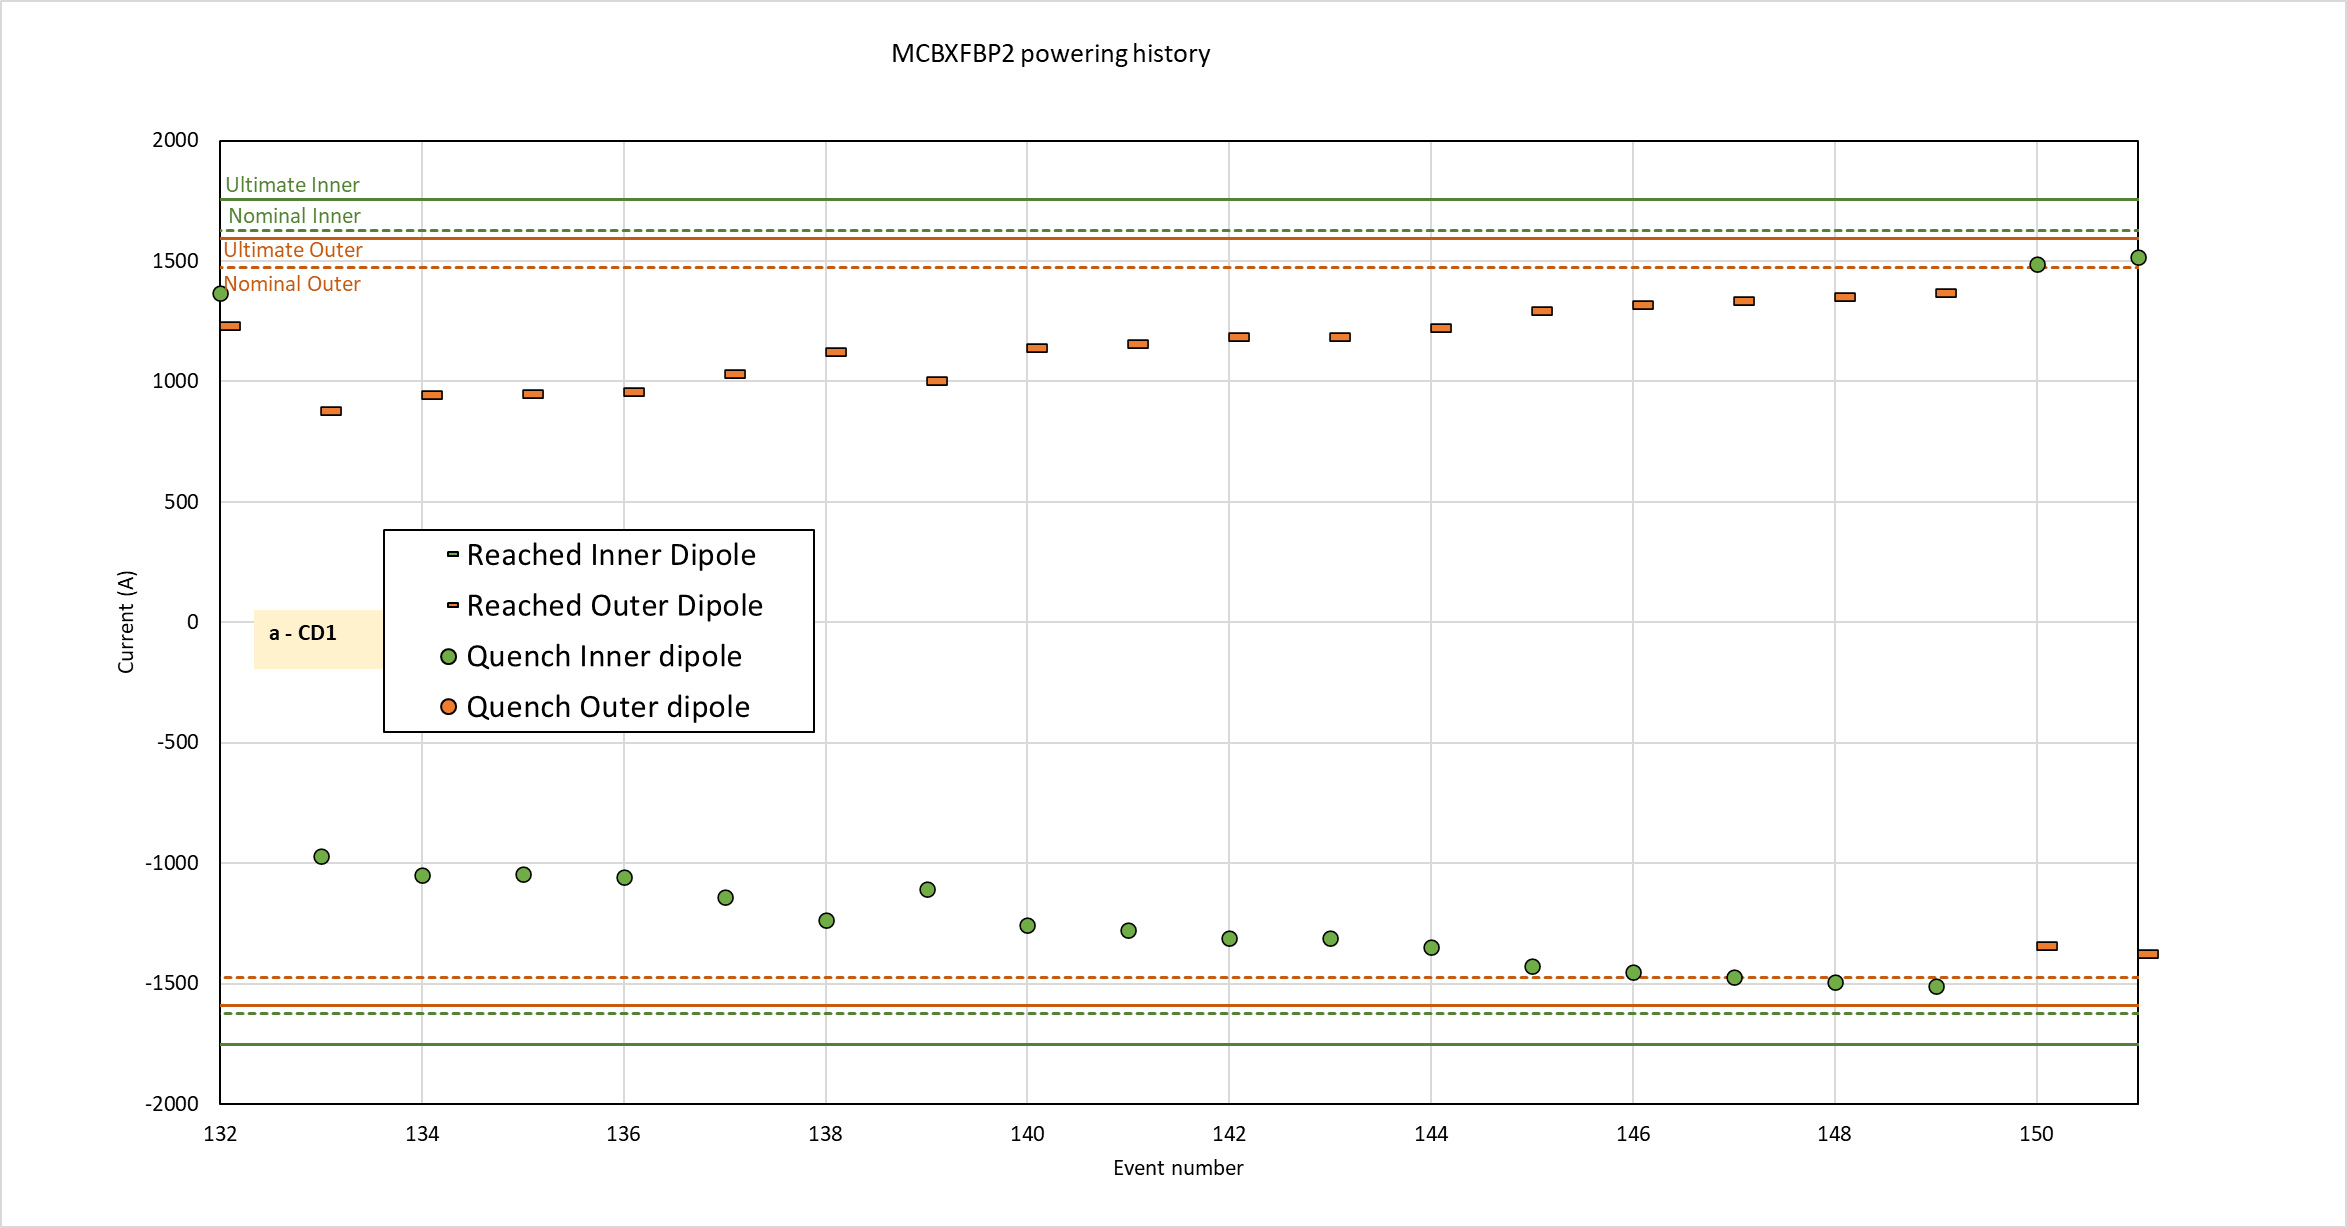 MCBXFBP2 powering history
2000
Ultimate Inner
Nominal Inner
Ultimate Outer
1500
Nominal Outer
1000
500
Reached Inner Dipole
Reached Outer Dipole
0
a - CD1
Quench Inner dipole
Quench Outer dipole
Current (A)
-500
-1000
-1500
-2000
132 134 136 138 140 142 144 146 148 150
Event number